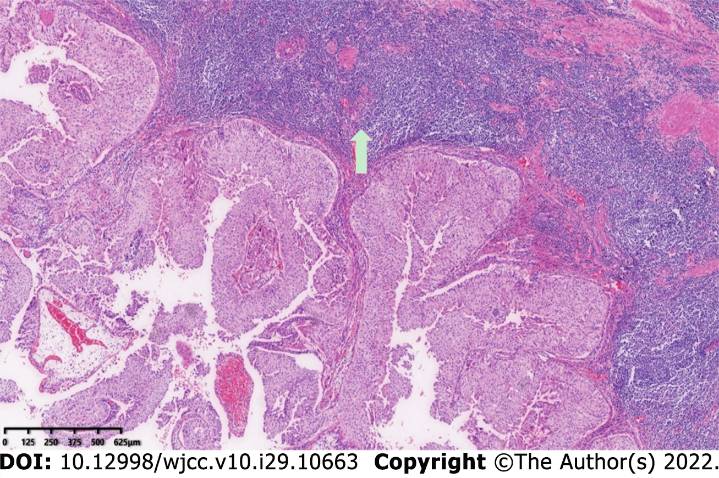 0 125 250 375 500 625μm
DOI: 10.12998/wjcc.v10.i29.10663 Copyright ©The Author(s) 2022.